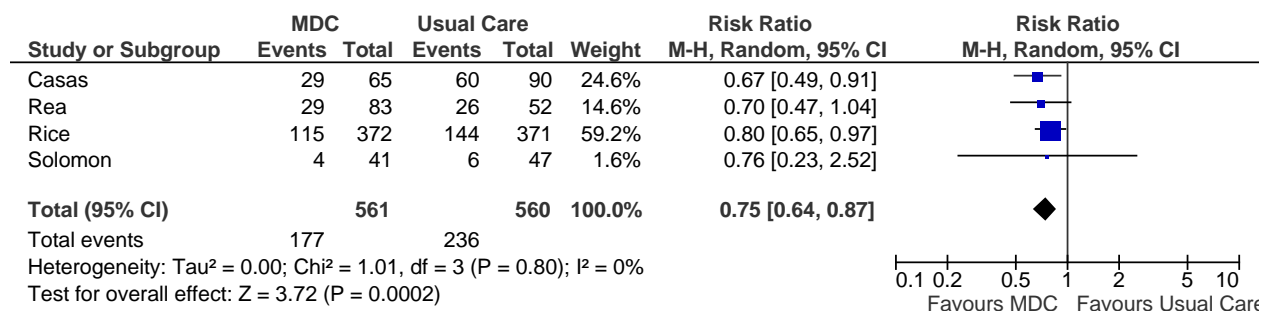 MDC Usual Care Risk Ratio Risk Ratio
Study or Subgroup Events Total Events Total Weight M-H, Random, 95% CI M-H, Random, 95% CI
Casas 29 65 60 90 24.6% 0.67 [0.49, 0.91]
Rea 29 83 26 52 14.6% 0.70 [0.47, 1.04]
Rice 115 372 144 371 59.2% 0.80 [0.65, 0.97]
Solomon 4 41 6 47 1.6% 0.76 [0.23, 2.52]
Total (95% CI) 561 560 100.0% 0.75 [0.64, 0.87]
Total events 177 236
Heterogeneity: Tau² = 0.00; Chi² = 1.01, df = 3 (P = 0.80); I² = 0%
Test for overall effect: Z = 3.72 (P = 0.0002)
0.1 0.2 0.5 1 2 5 10
Favours MDC Favours Usual Care